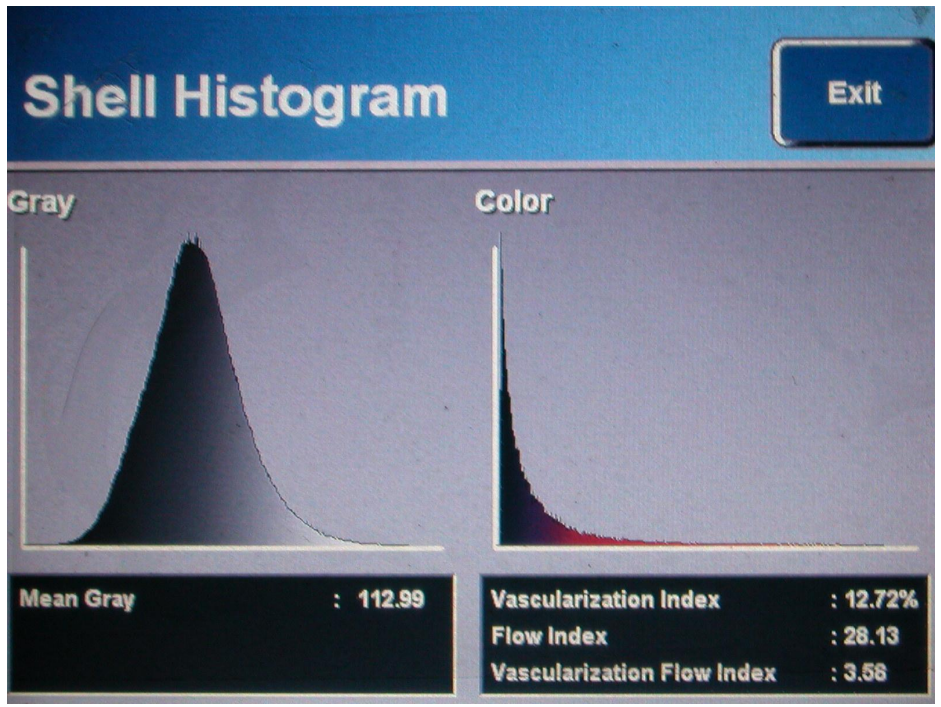 Shell Histogram
Exit
Gray
Color
Mean Gray : 112.99
Vascularization Index : 12.72%
Flow Index : 28.13
Vascularization Flow Index : 3.58